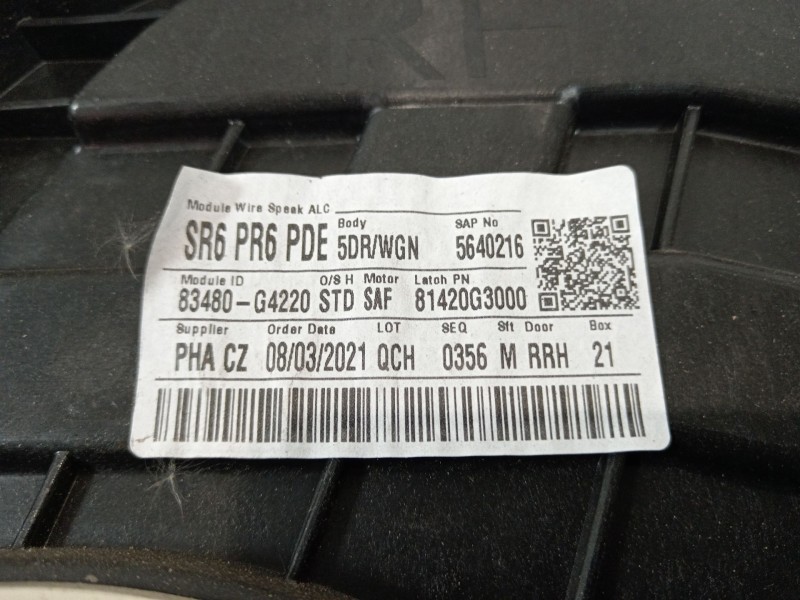 RH
Module Wire Speak ALC
SR6 PR6 PDE Body 5DR/WGN SAP No 5640216
Module ID O/S H Motor Latch PN
83480-G4220 STD SAF 81420G3000
Supplier Order Date LOT SEQ Sft Door Box
PHA CZ 08/03/2021 QCH 0356 M RRH 21